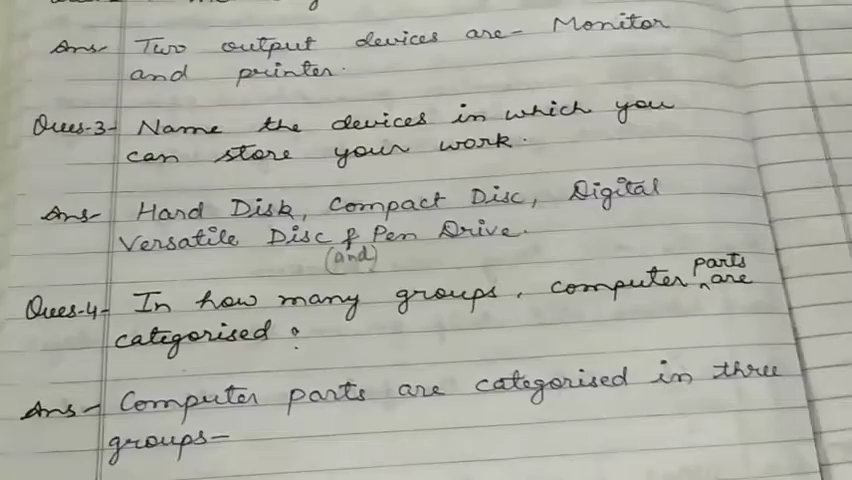 Ans- Two output devices are- Monitor
and printer.
Ques-3- Name the devices in which you
can store your work.
Ans- Hard Disk, Compact Disc, Digital
Versatile Disc & Pen Drive.
(and)
Ques-4- In how many groups, computer parts are
categorised ?
Ans- Computer parts are categorised in three
groups-